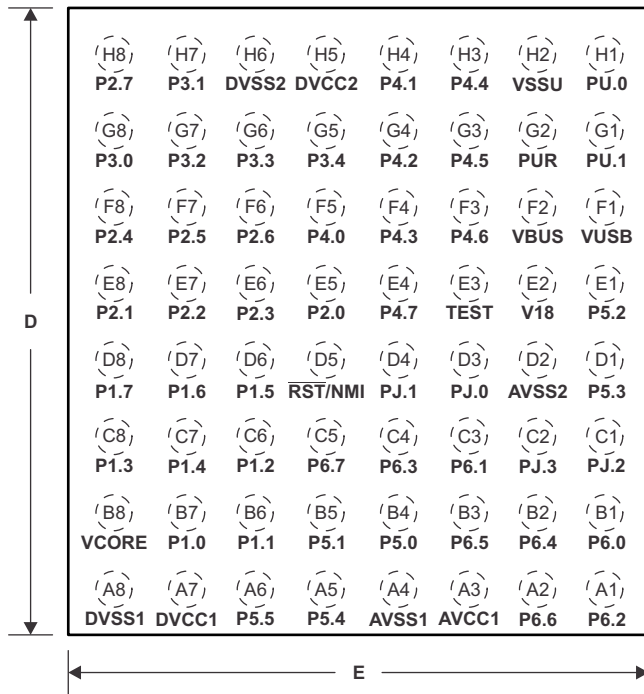 H8 H7 H6 H5 H4 H3 H2 H1
P2.7 P3.1 DVSS2 DVCC2 P4.1 P4.4 VSSU PU.0
G8 G7 G6 G5 G4 G3 G2 G1
P3.0 P3.2 P3.3 P3.4 P4.2 P4.5 PUR PU.1
F8 F7 F6 F5 F4 F3 F2 F1
P2.4 P2.5 P2.6 P4.0 P4.3 P4.6 VBUS VUSB
E8 E7 E6 E5 E4 E3 E2 E1
P2.1 P2.2 P2.3 P2.0 P4.7 TEST V18 P5.2
D
D8 D7 D6 D5 D4 D3 D2 D1
P1.7 P1.6 P1.5 RST/NMI PJ.1 PJ.0 AVSS2 P5.3
C8 C7 C6 C5 C4 C3 C2 C1
P1.3 P1.4 P1.2 P6.7 P6.3 P6.1 PJ.3 PJ.2
B8 B7 B6 B5 B4 B3 B2 B1
VCORE P1.0 P1.1 P5.1 P5.0 P6.5 P6.4 P6.0
A8 A7 A6 A5 A4 A3 A2 A1
DVSS1 DVCC1 P5.5 P5.4 AVSS1 AVCC1 P6.6 P6.2
E